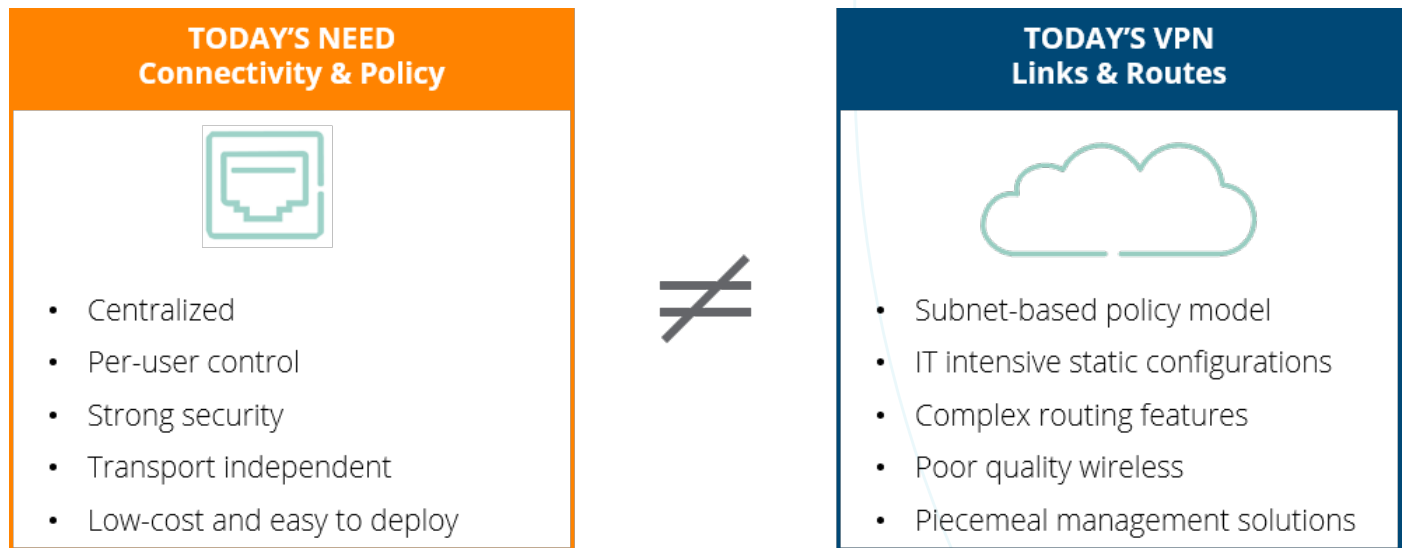 TODAY'S NEED
Connectivity & Policy
• Centralized
• Per-user control
• Strong security
• Transport independent
• Low-cost and easy to deploy
≠
TODAY'S VPN
Links & Routes
• Subnet-based policy model
• IT intensive static configurations
• Complex routing features
• Poor quality wireless
• Piecemeal management solutions